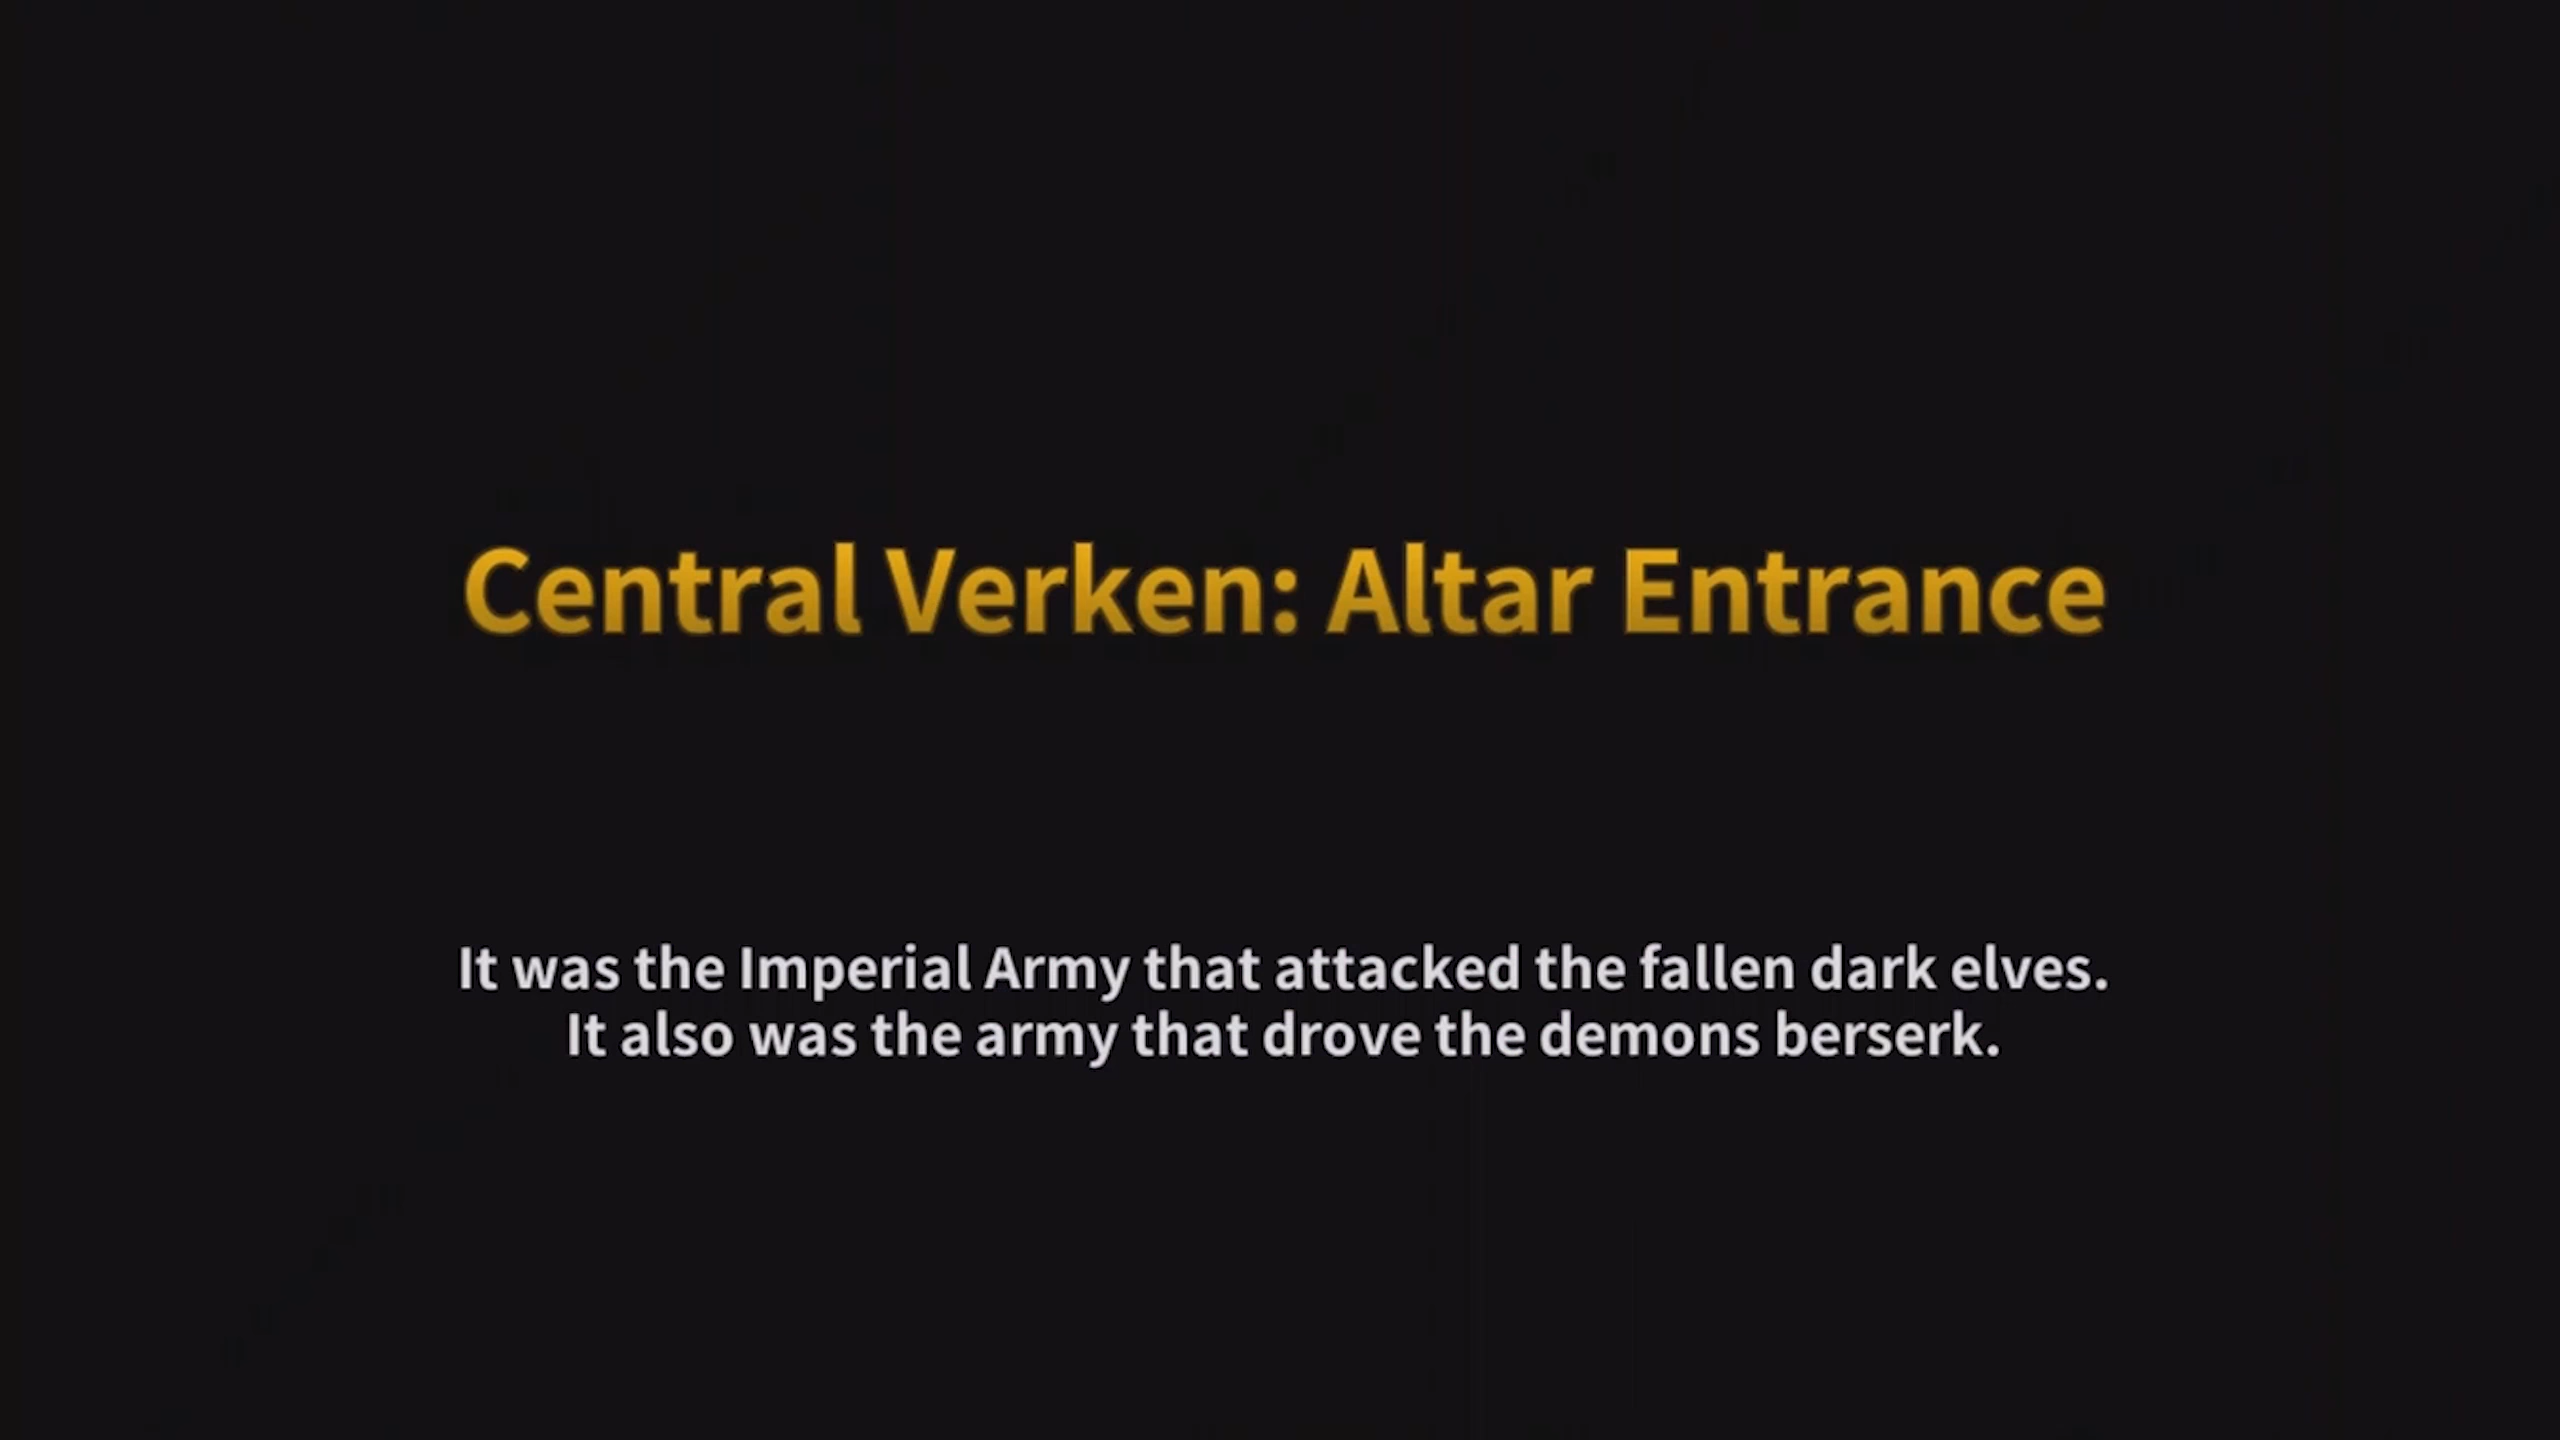 Central Verken: Altar Entrance
It was the Imperial Army that attacked the fallen dark elves.
It also was the army that drove the demons berserk.